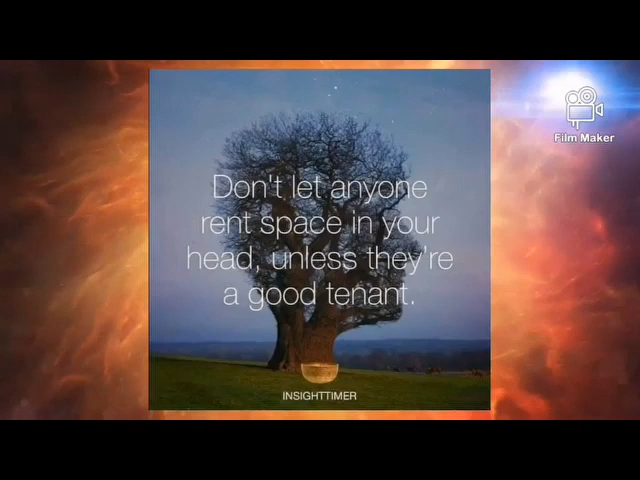 Don't let anyone
rent space in your
head, unless they're
a good tenant.
INSIGHTTIMER
Film Maker